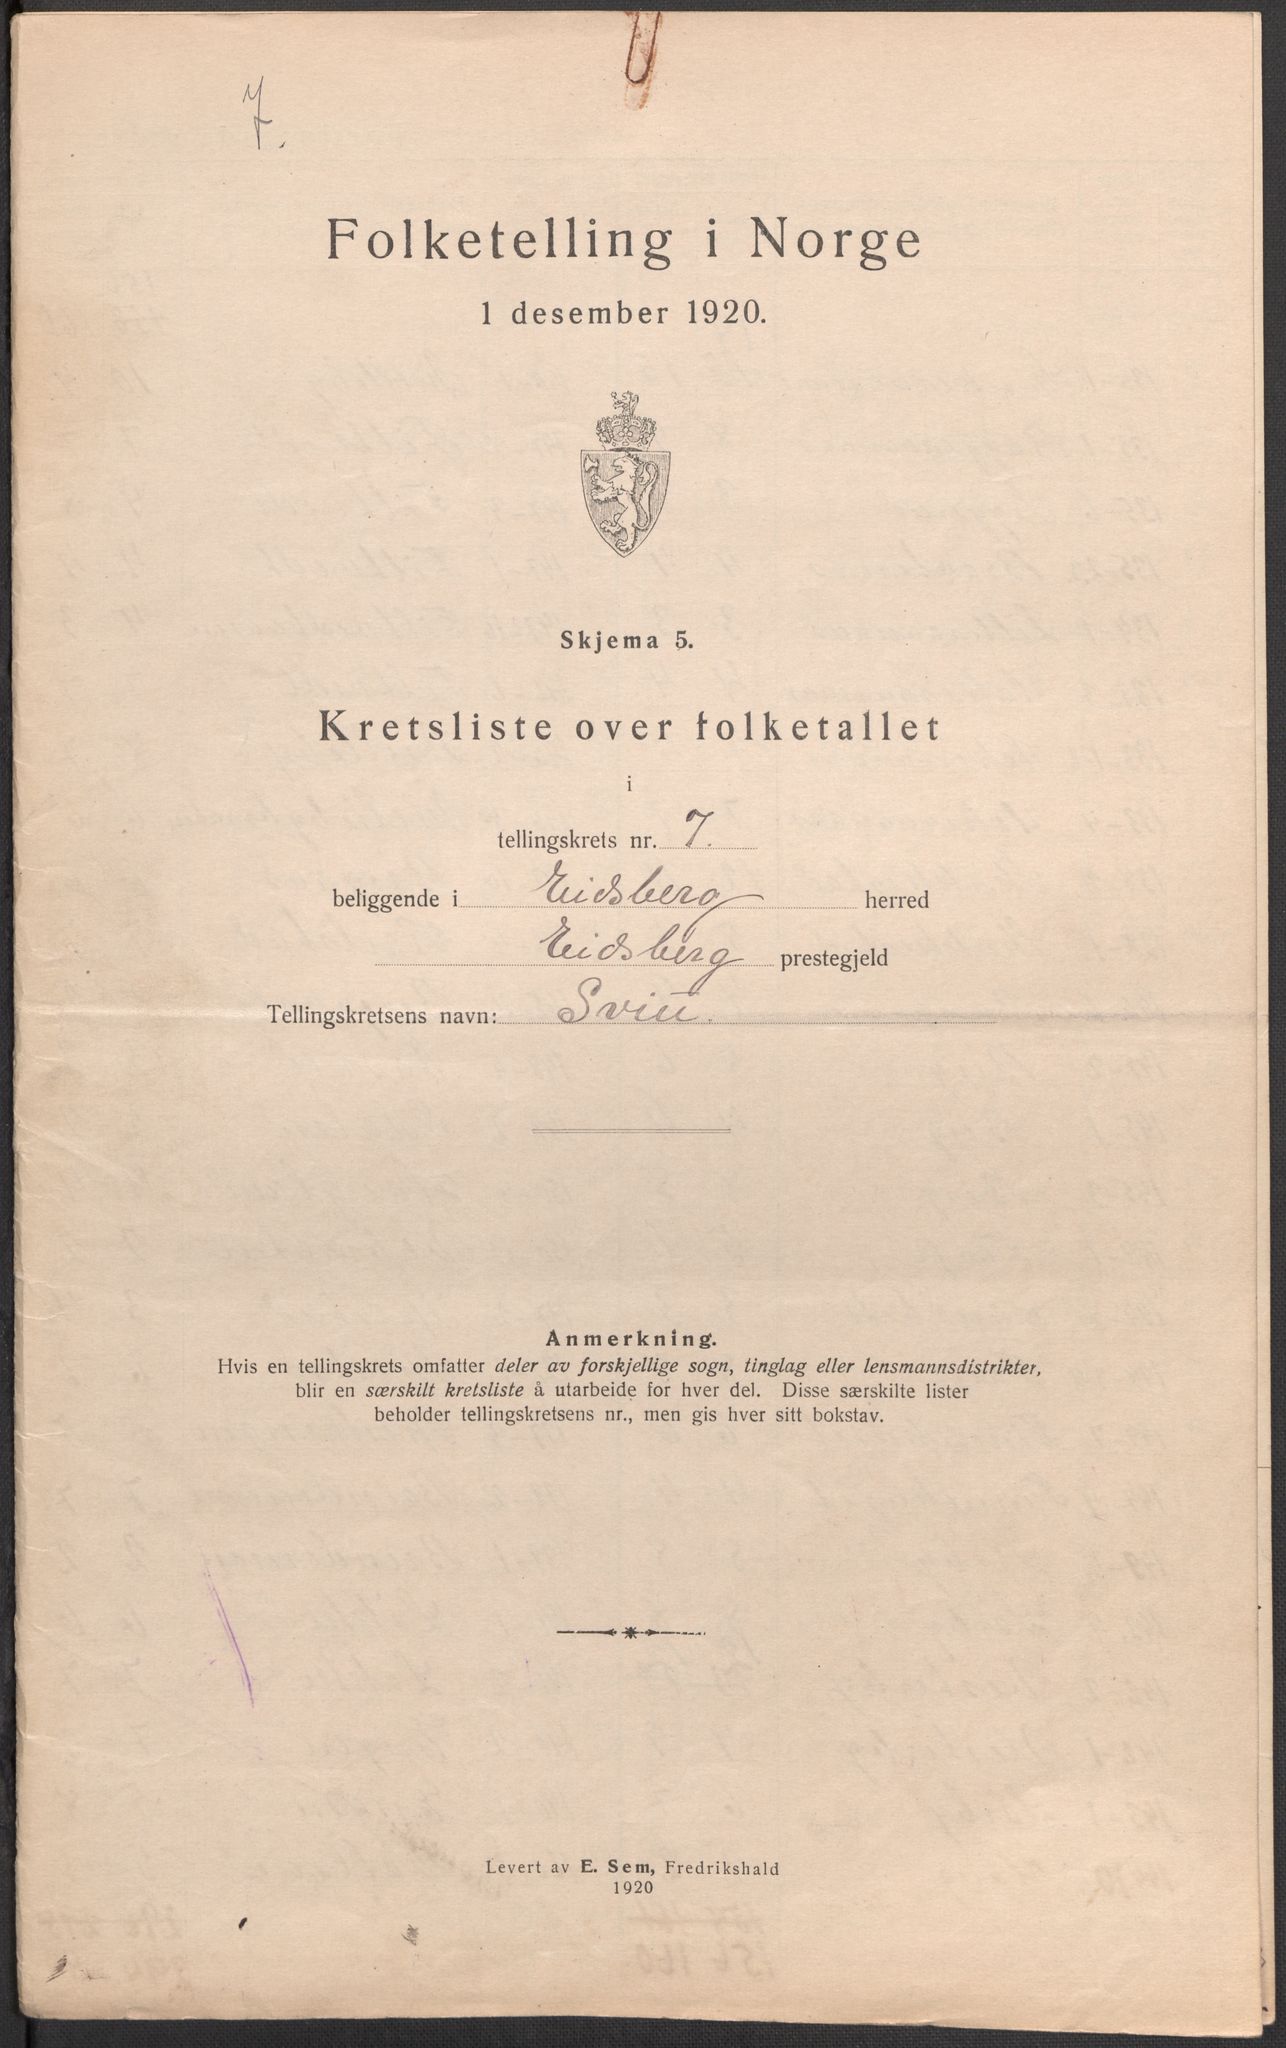 7.
Folketelling i Norge
1 desember 1920.
Skjema 5.
Kretsliste over folketallet
i
tellingskrets nr. 7.
beliggende i Eidsberg herred
Eidsberg prestegjeld
Tellingskretsens navn:
Anmerkning.
Hvis en tellingskrets omfatter deler av forskjellige sogn, tinglag eller lensmannsdistrikter,
blir en særskilt kretsliste å utarbeide for hver del. Disse særskilte lister
beholder tellingskretsens nr., men gis hver sitt bokstav.
Levert av E. Sem, Fredrikshald
1920